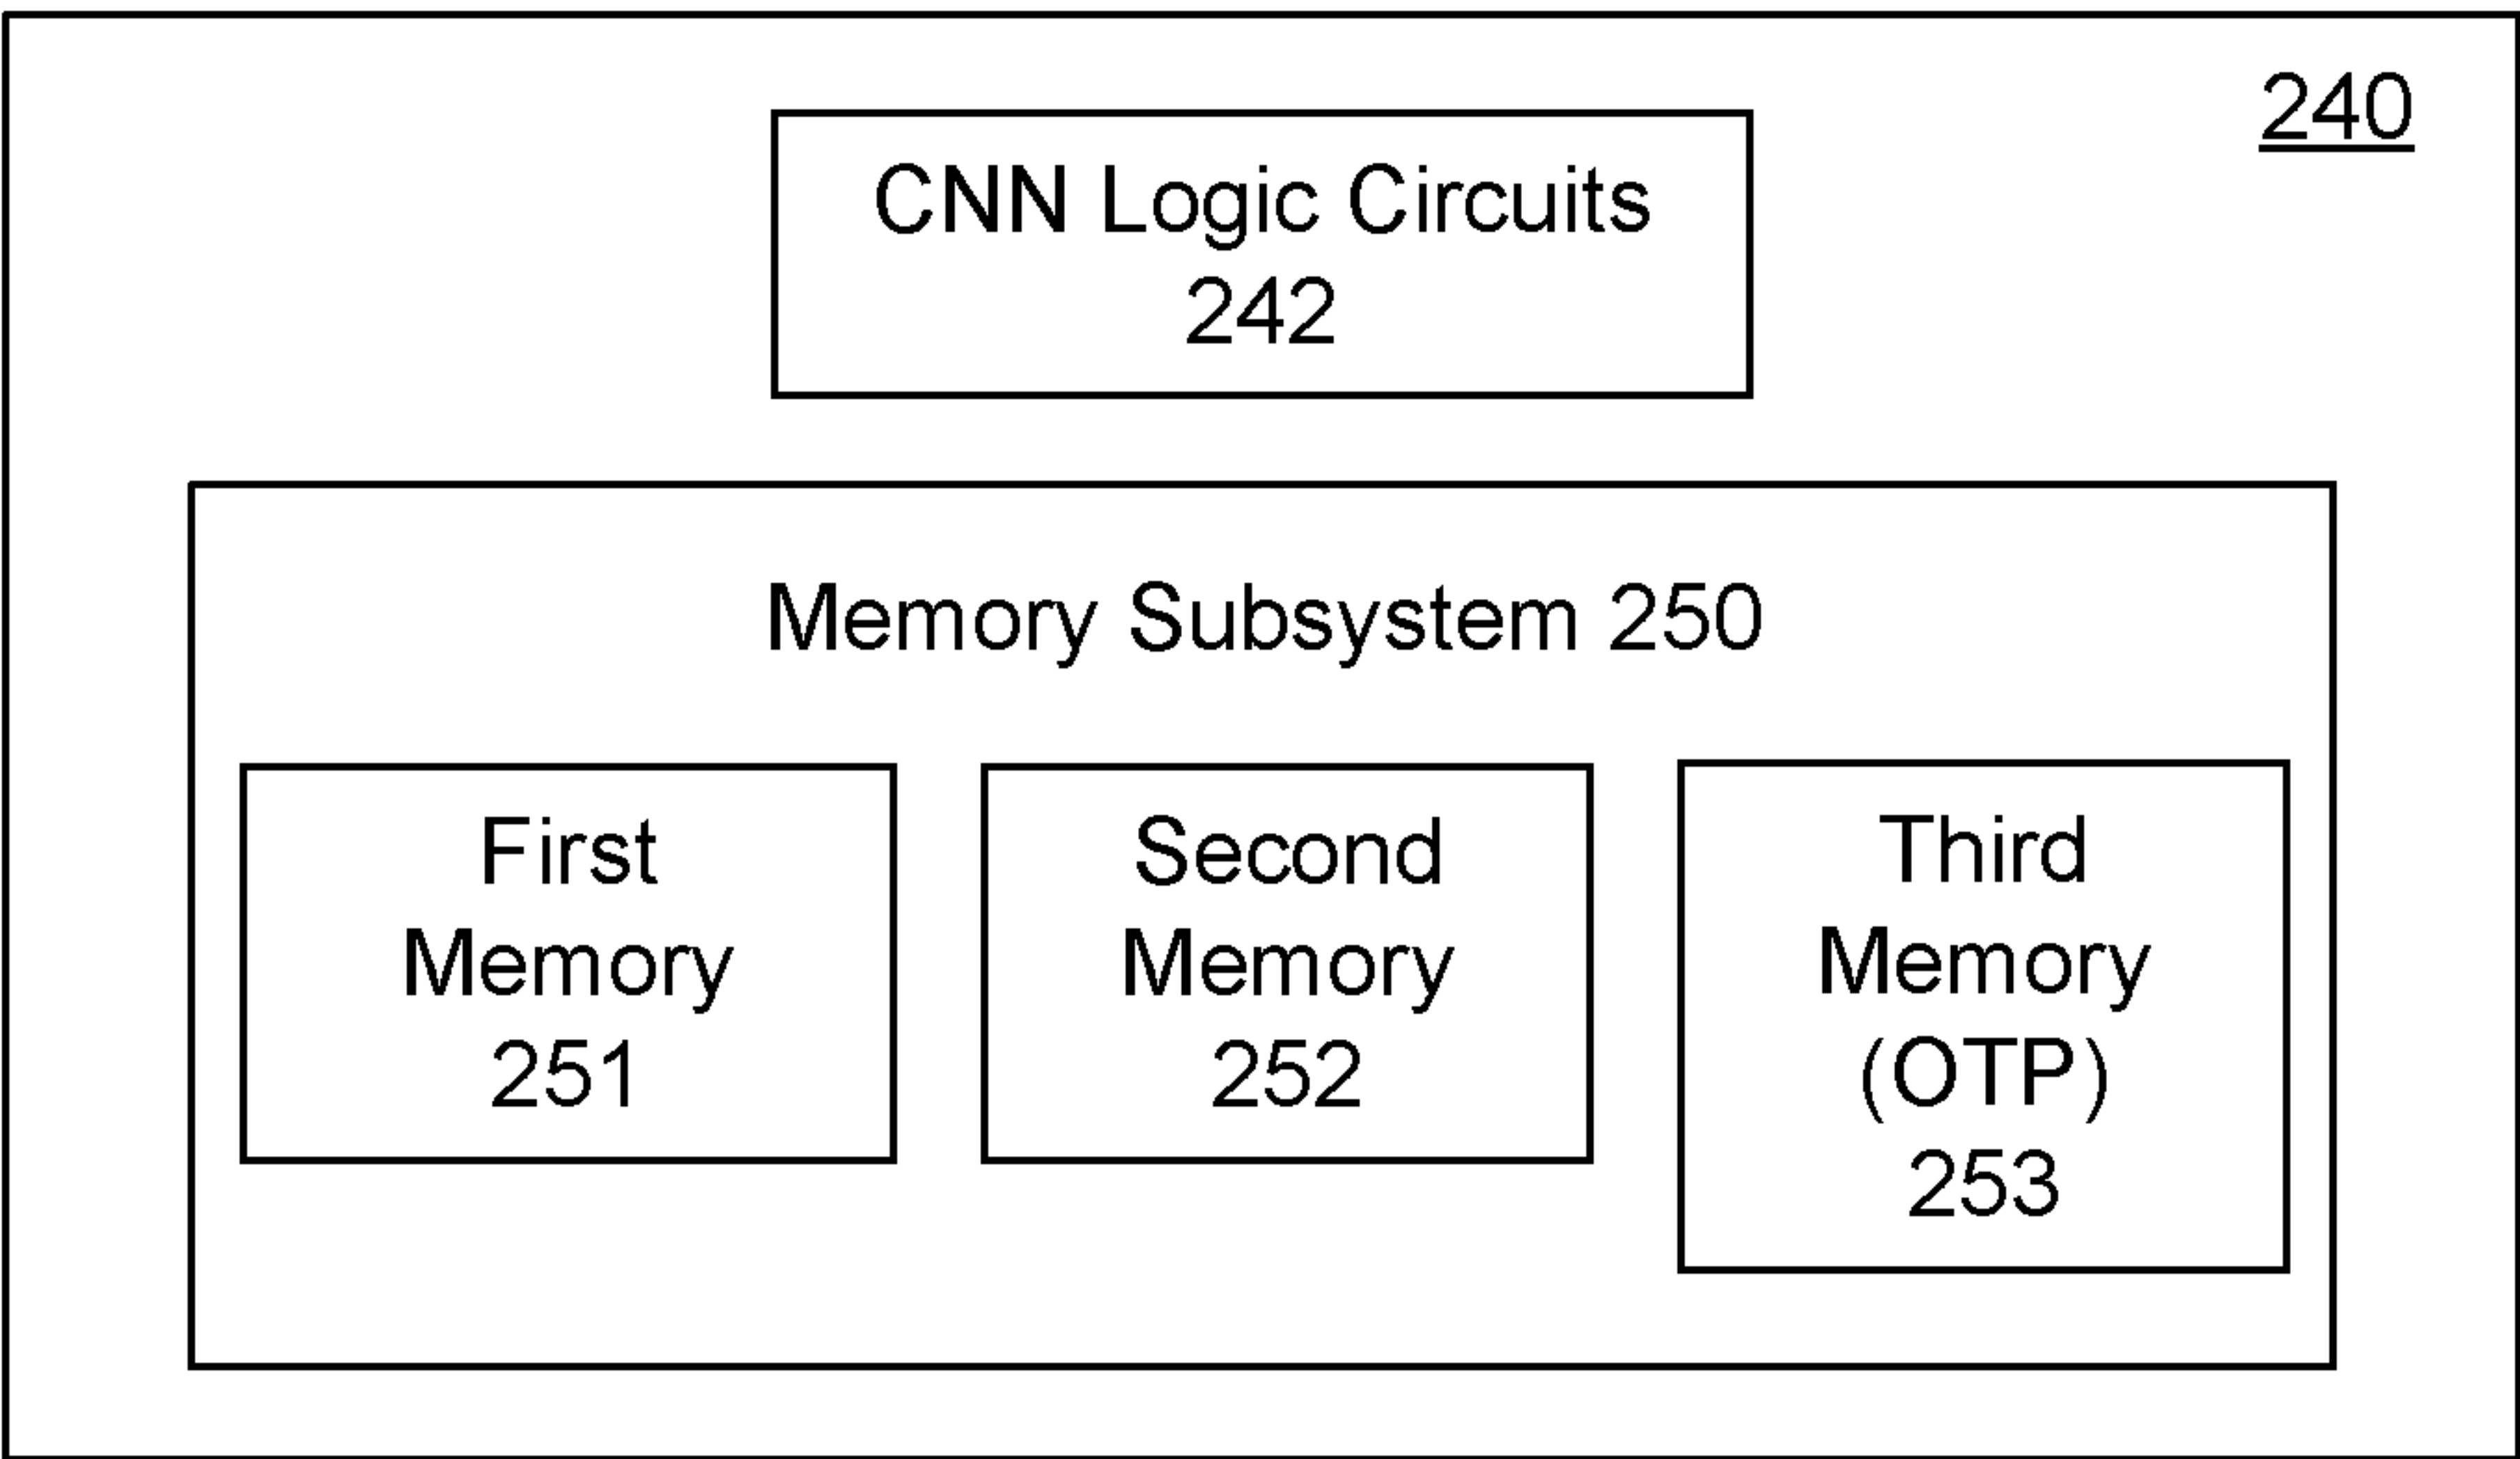 240
CNN Logic Circuits
242
Memory Subsystem 250
First
Memory
251
Second
Memory
252
Third
Memory
(OTP)
253